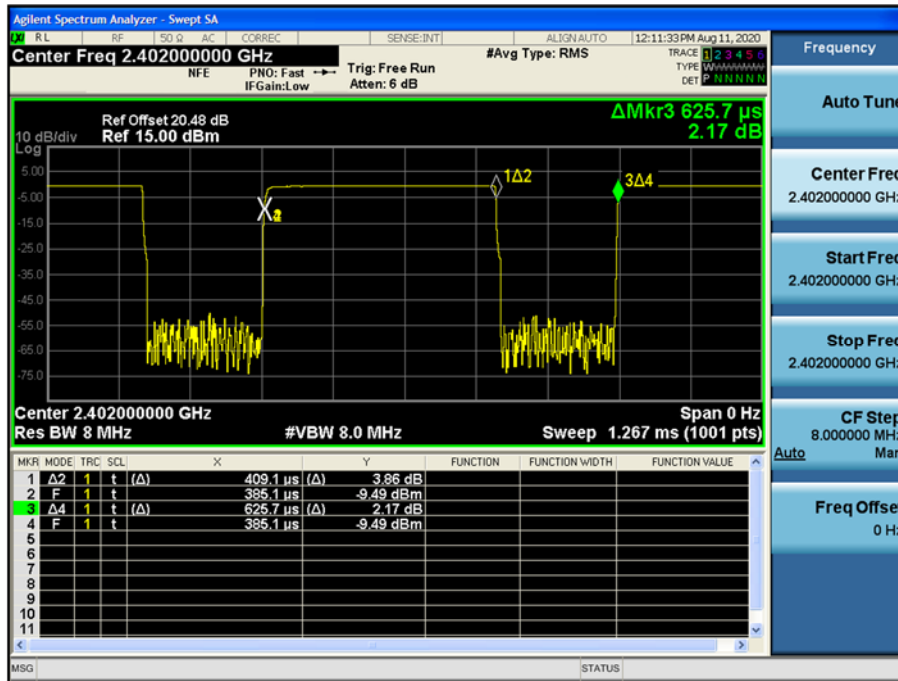 Agilent Spectrum Analyzer - Swept SA
LXI RL RF 50 Ω AC CORREC SENSE:INT ALIGN AUTO 12:11:33 PM Aug 11, 2020
Center Freq 2.402000000 GHz
NFE PNO: Fast IFGain:Low
Trig: Free Run
Atten: 6 dB
#Avg Type: RMS
TRACE 1 2 3 4 5 6
TYPE W
DET P N N N N N
ΔMkr3 625.7 µs
2.17 dB
Ref Offset 20.48 dB
10 dB/div Ref 15.00 dBm
Log
5.00
-5.00
-15.0
-25.0
-35.0
-45.0
-55.0
-65.0
-75.0
1Δ2
3Δ4
Center 2.402000000 GHz Span 0 Hz
Res BW 8 MHz #VBW 8.0 MHz Sweep 1.267 ms (1001 pts)
MKR MODE TRC SCL X Y FUNCTION FUNCTION WIDTH FUNCTION VALUE
1 Δ2 1 t (Δ) 409.1 µs (Δ) 3.86 dB
2 F 1 t 385.1 µs -9.49 dBm
3 Δ4 1 t (Δ) 625.7 µs (Δ) 2.17 dB
4 F 1 t 385.1 µs -9.49 dBm
5
6
7
8
9
10
11
MSG STATUS
Frequency
Auto Tune
Center Freq
2.402000000 GHz
Start Freq
2.402000000 GHz
Stop Freq
2.402000000 GHz
CF Step
8.000000 MHz
Auto Man
Freq Offset
0 Hz